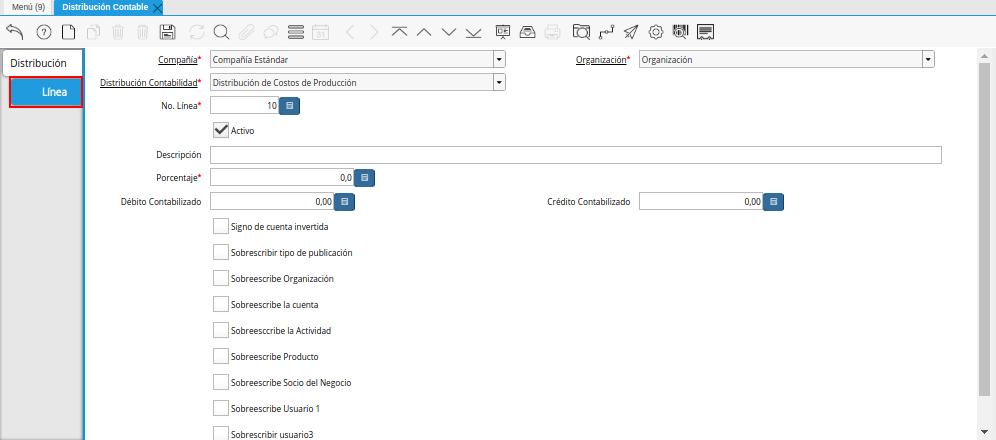 Menú (9)
Distribución Contable
Distribución
Línea
Compañía* Compañía Estándar Organización* Organización
Distribución Contabilidad* Distribución de Costos de Producción
No. Línea* 10
Activo
Descripción
Porcentaje* 0,0
Débito Contabilizado 0,00 Crédito Contabilizado 0,00
Signo de cuenta invertida
Sobrescribir tipo de publicación
Sobreescribe Organización
Sobreescribe la cuenta
Sobreesccribe la Actividad
Sobreescribe Producto
Sobreescribe Socio del Negocio
Sobreescribe Usuario 1
Sobrescribir usuario3